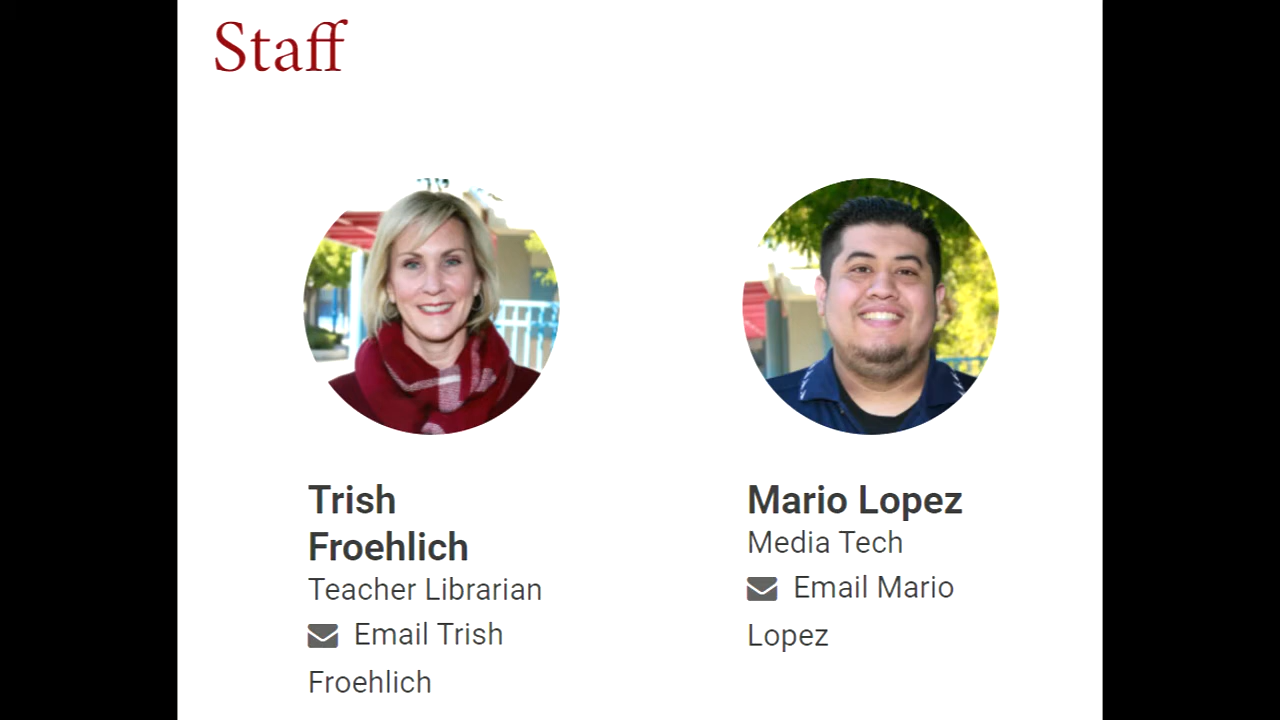 Staff
Trish
Froehlich
Teacher Librarian
Email Trish
Froehlich
Mario Lopez
Media Tech
Email Mario
Lopez